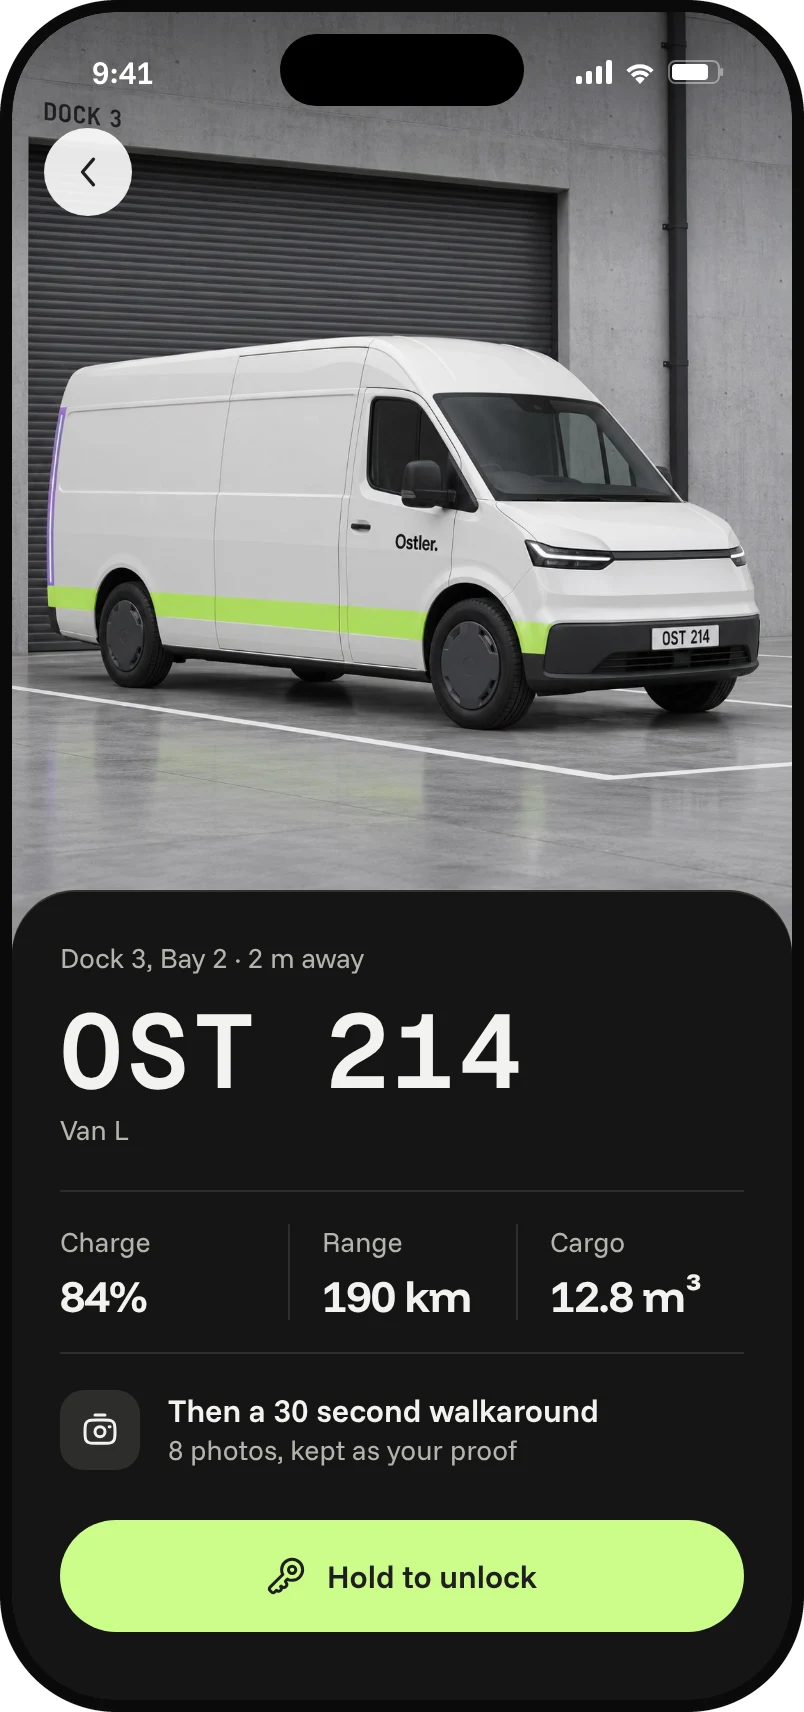 9:41
DOCK 3
Ostler.
OST 214
Dock 3, Bay 2 · 2 m away
OST 214
Van L
Charge
84%
Range
190 km
Cargo
12.8 m³
Then a 30 second walkaround
8 photos, kept as your proof
Hold to unlock